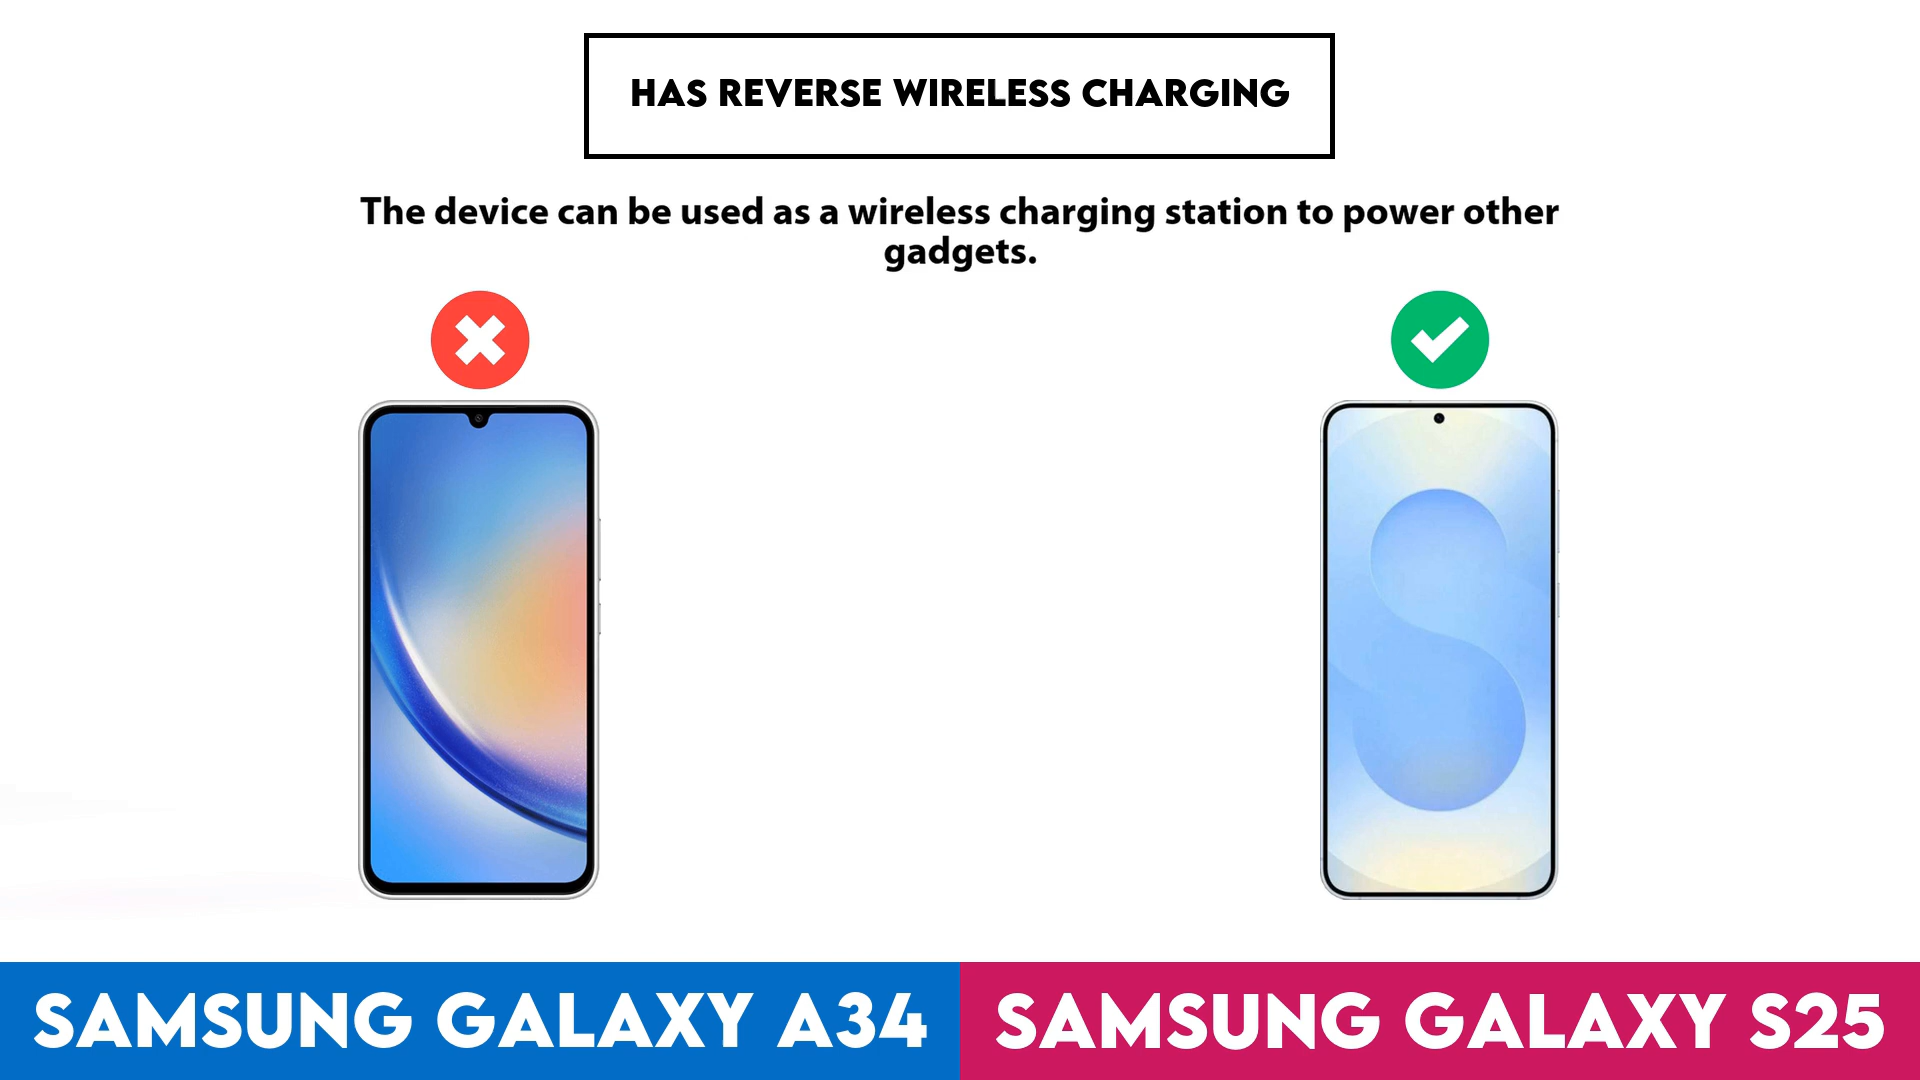 HAS REVERSE WIRELESS CHARGING
The device can be used as a wireless charging station to power other
gadgets.
SAMSUNG GALAXY A34
SAMSUNG GALAXY S25